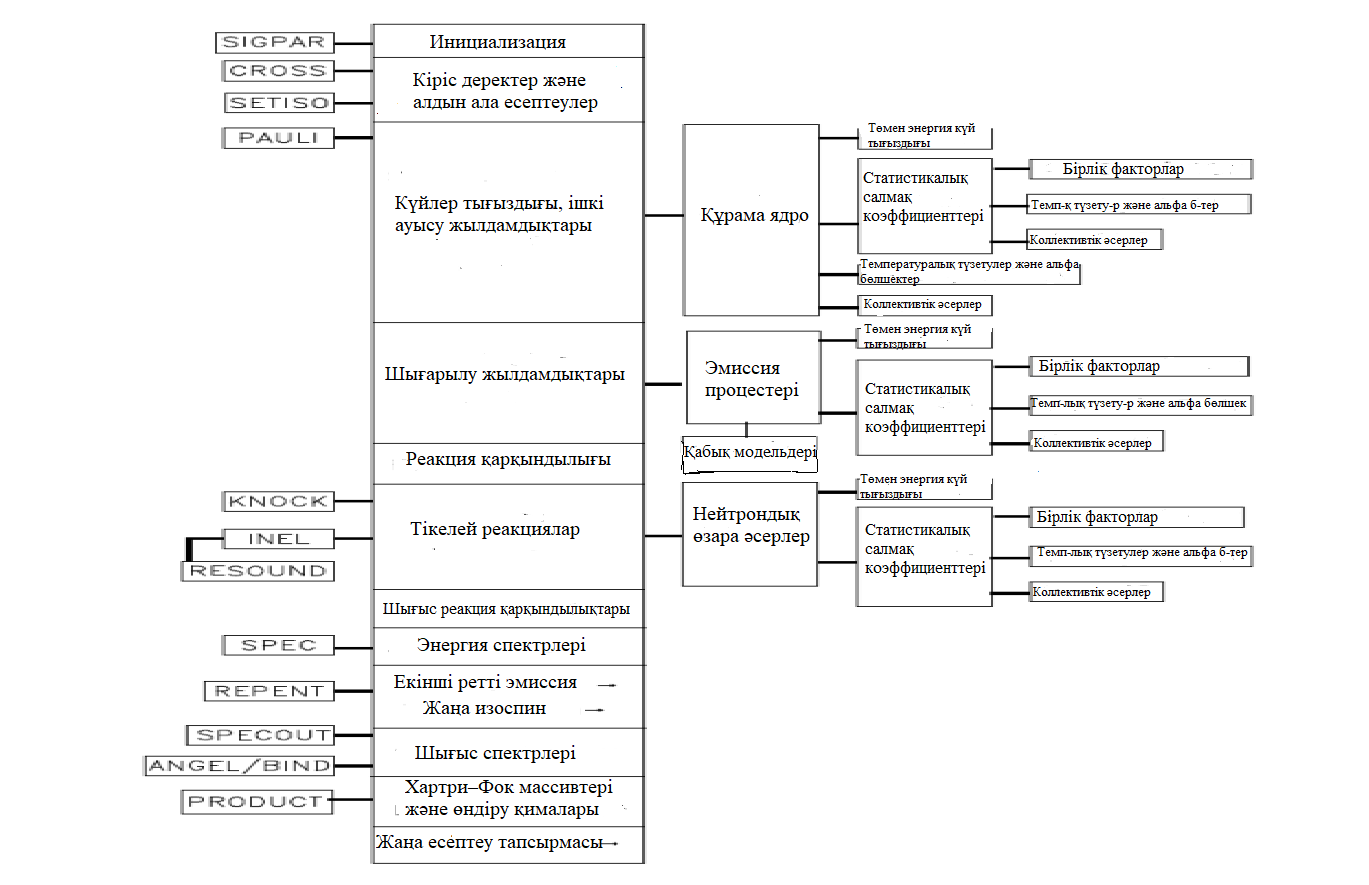 SIGPAR
CROSS
SETISO
PAULI
KNOCK
INEL
RESOUND
SPEC
REPENT
SPECOUT
ANGEL/BIND
PRODUCT
Инициализация
Кіріс деректер және
алдын ала есептеулер
Күйлер тығыздығы, ішкі
ауысу жылдамдықтары
Шығарылу жылдамдықтары
Реакция қарқындылығы
Тікелей реакциялар
Шығыс реакция қарқындылықтары
Энергия спектрлері
Екінші ретті эмиссия →
Жаңа изоспин →
Шығыс спектрлері
Хартри–Фок массивтері
және өндіру қималары
Жаңа есептеу тапсырмасы→
Құрама ядро
Төмен энергия күй
тығыздығы
Статистикалық
салмақ
коэффициенттері
Бірлік факторлар
Темп-қ түзету-р және альфа б-тер
Коллективтік әсерлер
Температуралық түзетулер және альфа
бөлшектер
Коллективтік әсерлер
Эмиссия
процестері
Қабық модельдері
Төмен энергия күй
тығыздығы
Статистикалық
салмақ
коэффициенттері
Бірлік факторлар
Темп-лық түзету-р және альфа бөлшек
Коллективтік әсерлер
Нейтрондық
өзара әсерлер
Төмен энергия күй
тығыздығы
Статистикалық
салмақ
коэффициенттері
Бірлік факторлар
Темп-лық түзетулер және альфа б-тер
Коллективтік әсерлер